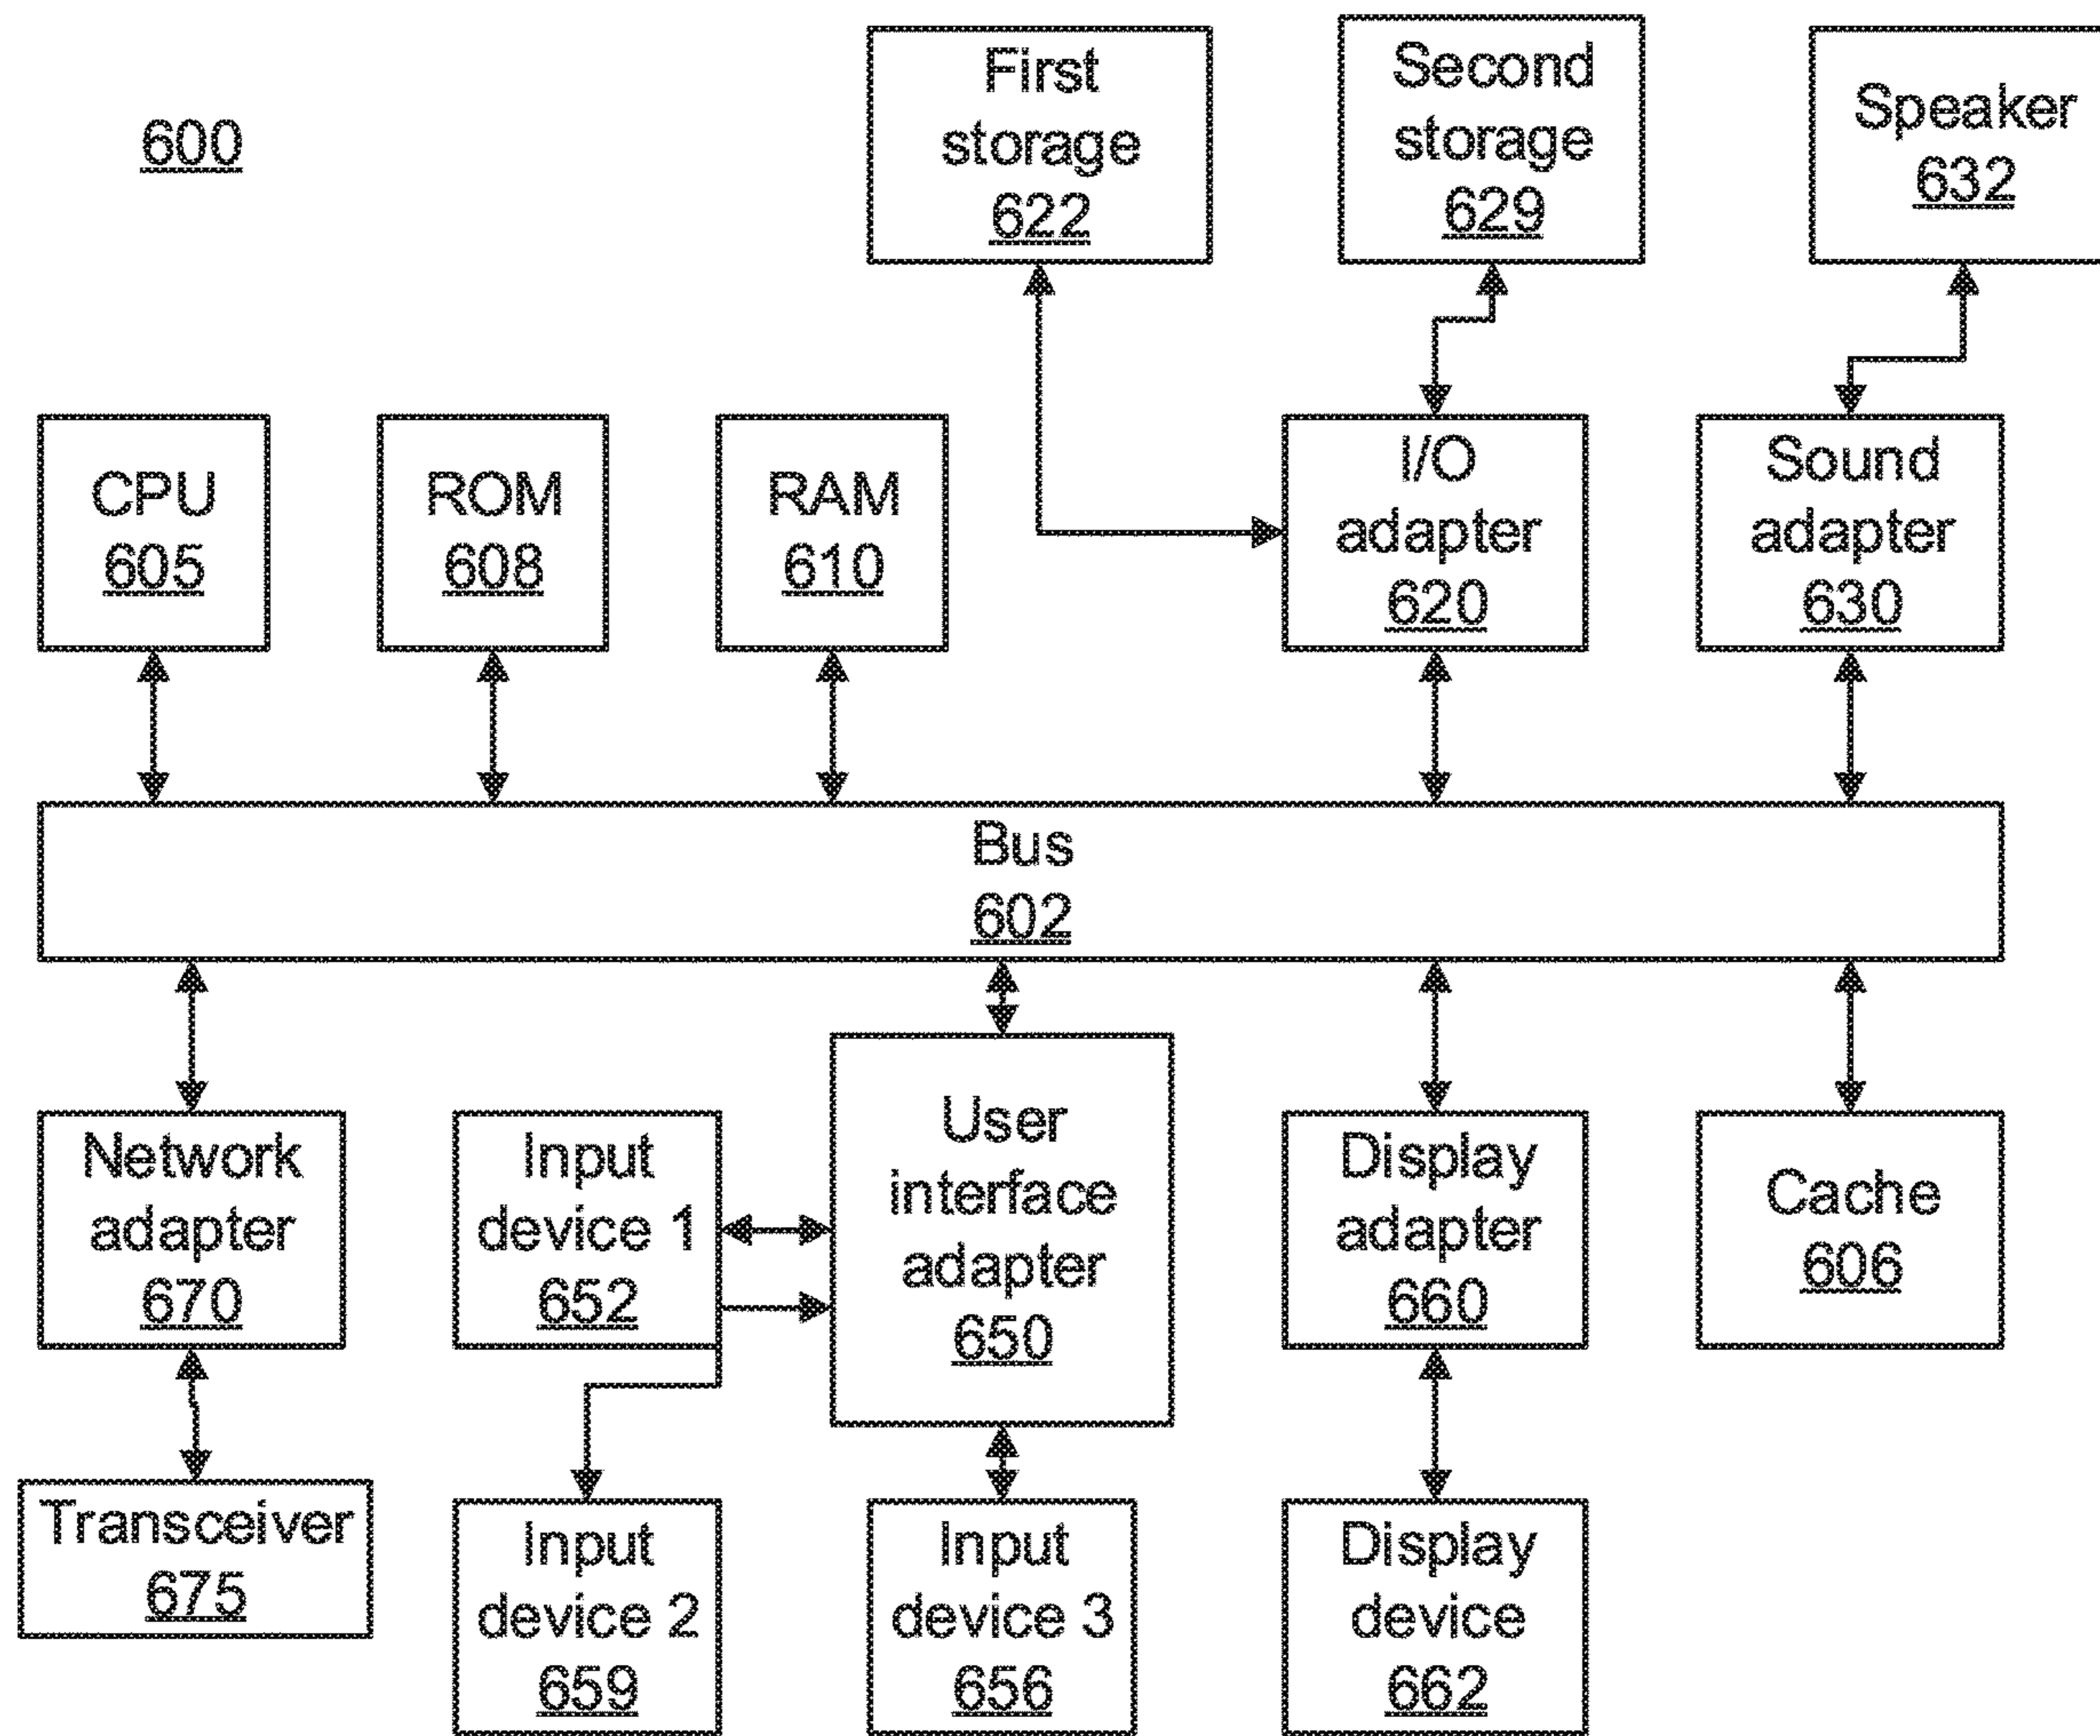 600
First
storage
622
Second
storage
629
Speaker
632
CPU
605
ROM
608
RAM
610
I/O
adapter
620
Sound
adapter
630
Bus
602
Network
adapter
670
Input
device 1
652
User
interface
adapter
650
Display
adapter
660
Cache
606
Transceiver
675
Input
device 2
659
Input
device 3
656
Display
device
662